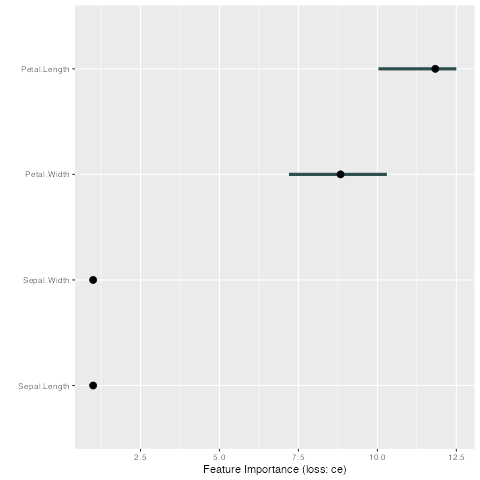 Petal.Length
Petal.Width
Sepal.Width
Sepal.Length
2.5 5.0 7.5 10.0 12.5
Feature Importance (loss: ce)